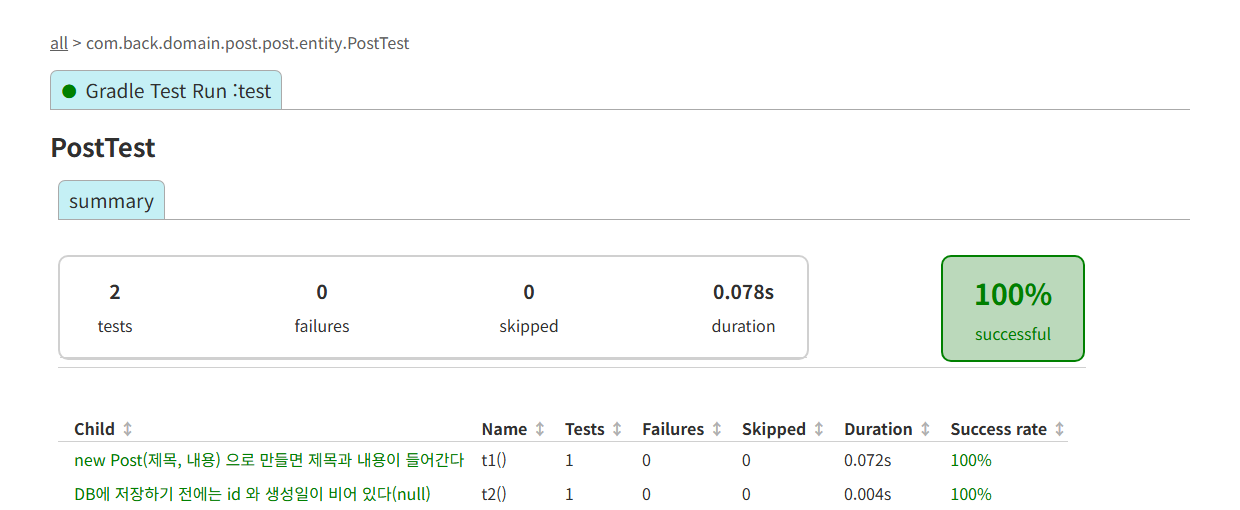 all > com.back.domain.post.post.entity.PostTest
Gradle Test Run :test
PostTest
summary
2 0 0 0.078s
tests failures skipped duration
100%
successful
Child Name Tests Failures Skipped Duration Success rate
new Post(제목, 내용) 으로 만들면 제목과 내용이 들어간다 t1() 1 0 0 0.072s 100%
DB에 저장하기 전에는 id 와 생성일이 비어 있다(null) t2() 1 0 0 0.004s 100%